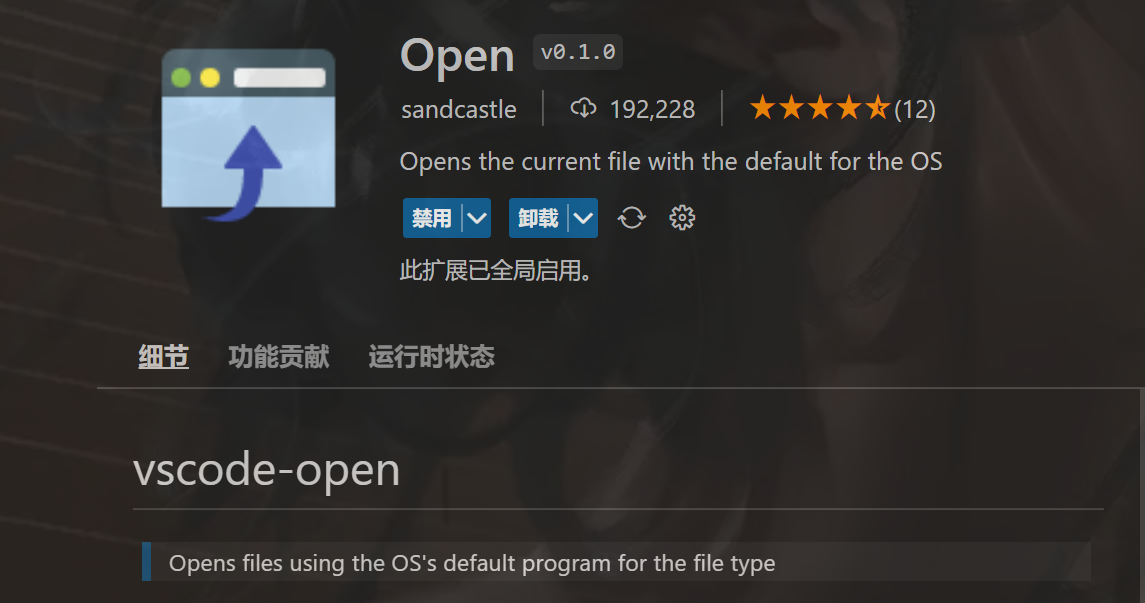 Open v0.1.0
sandcastle 192,228 (12)
Opens the current file with the default for the OS
禁用 卸载
此扩展已全局启用。
细节 功能贡献 运行时状态
vscode-open
Opens files using the OS's default program for the file type